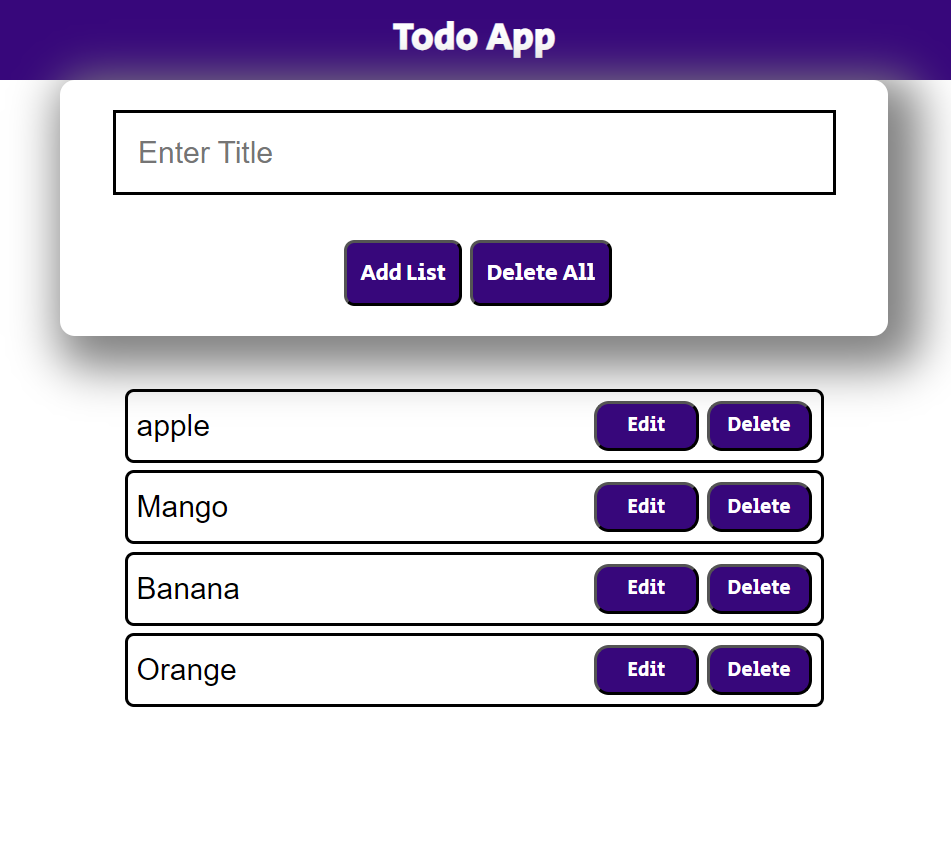 Todo App
Enter Title
Add List Delete All
apple Edit Delete
Mango Edit Delete
Banana Edit Delete
Orange Edit Delete